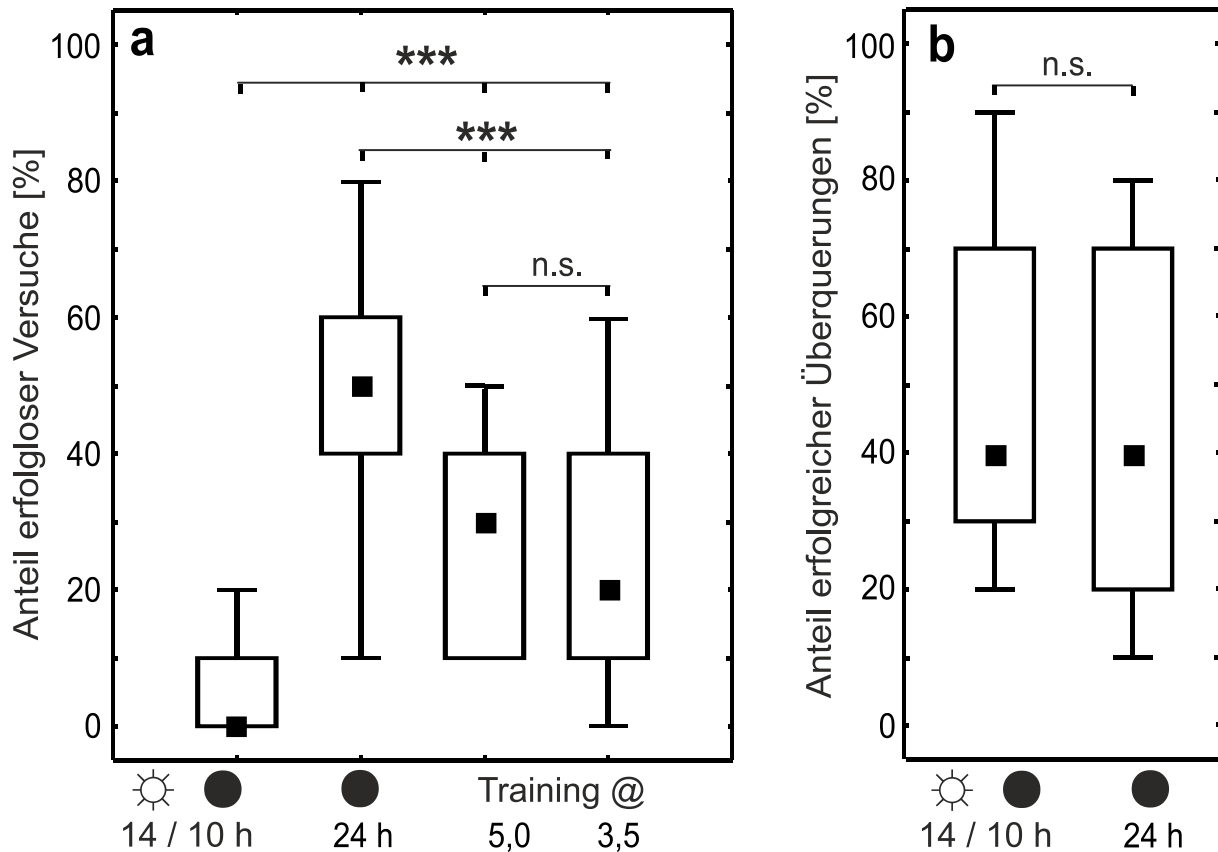 a
Anteil erfolgloser Versuche [%]
100
80
60
40
20
0
***
***
n.s.
Training @
14 / 10 h
24 h
5,0
3,5
b
Anteil erfolgreicher Überquerungen [%]
100
80
60
40
20
0
n.s.
14 / 10 h
24 h